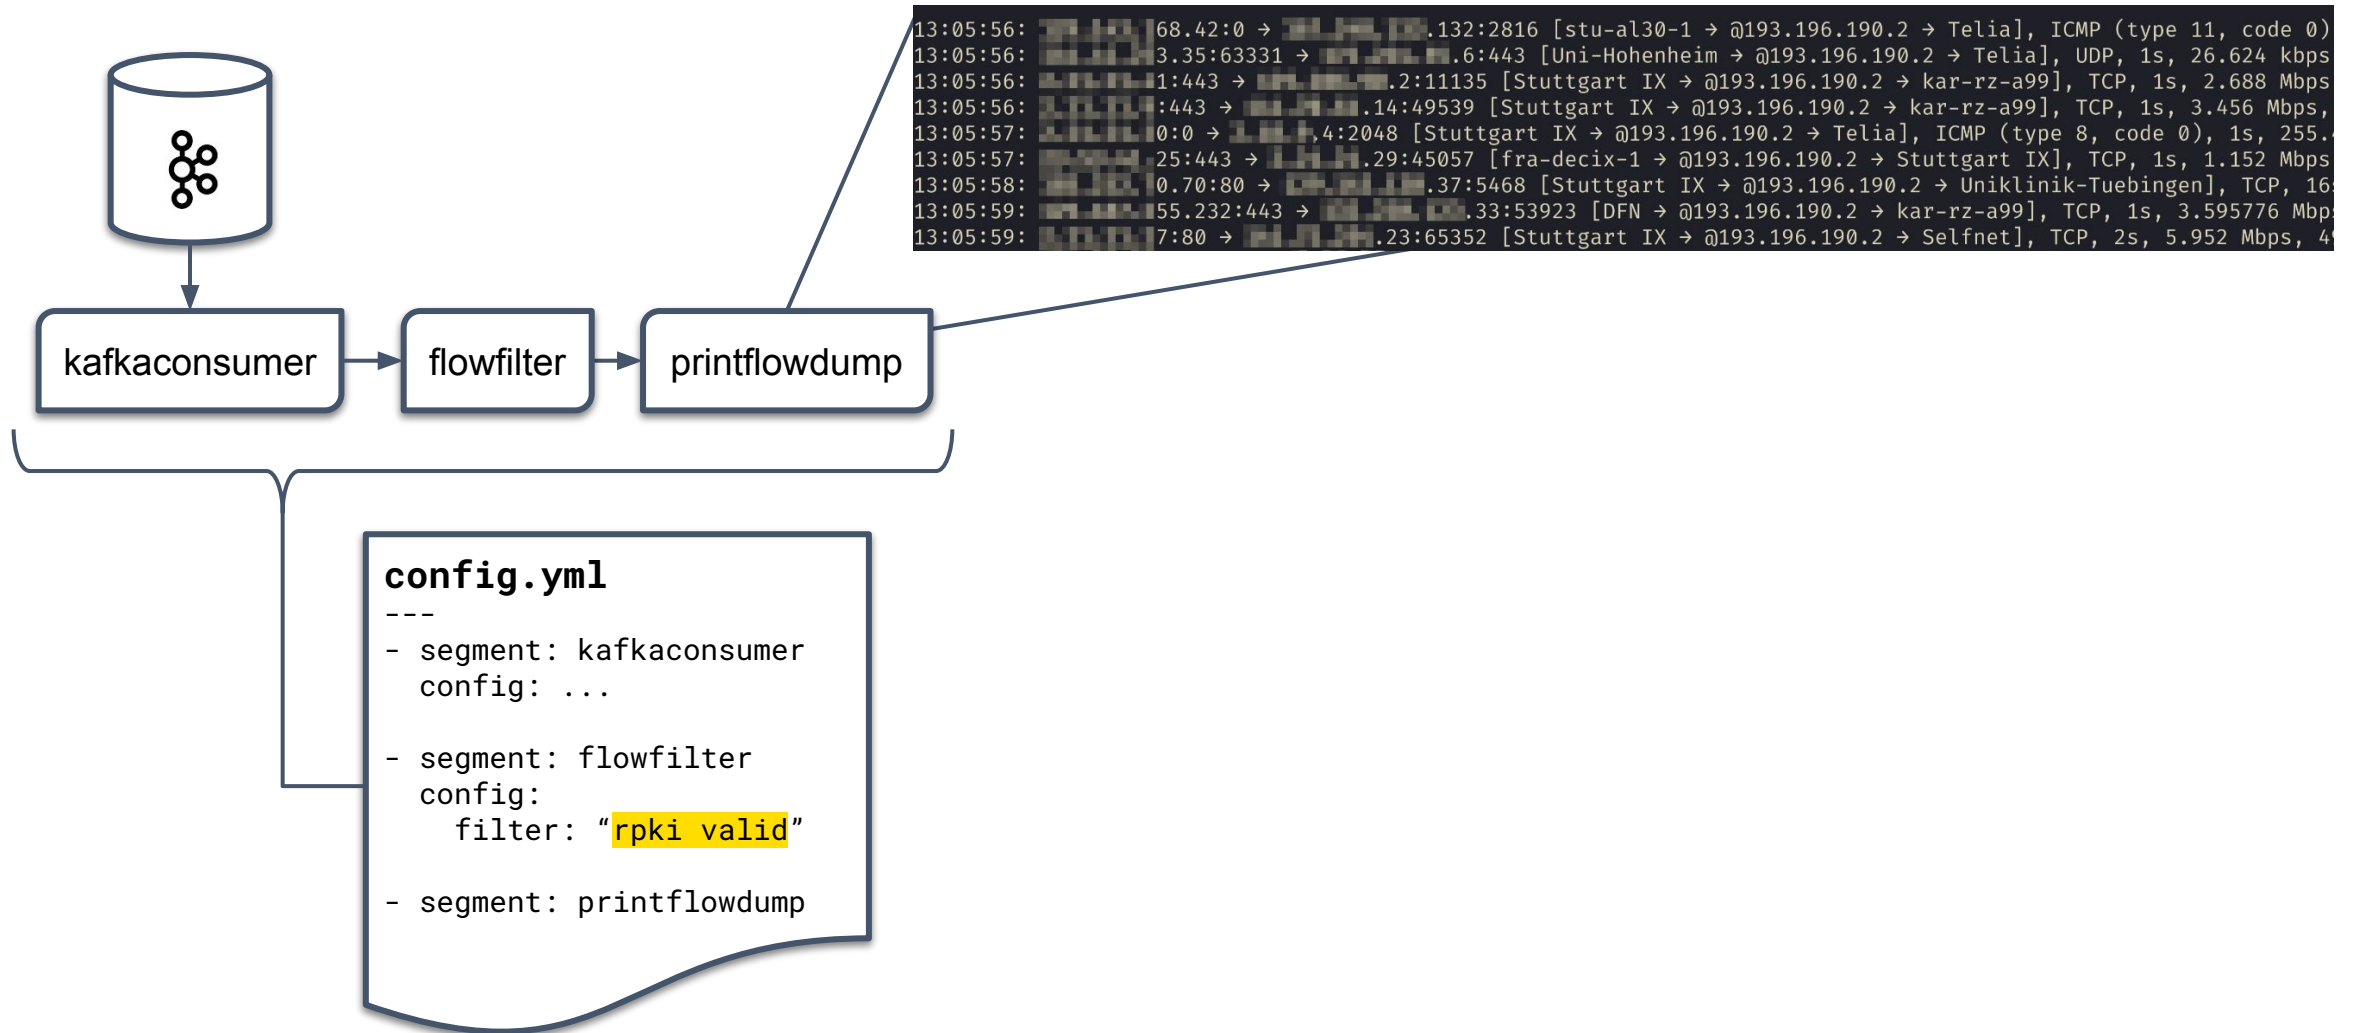 13:05:56: 68.42:0 → .132:2816 [stu-al30-1 → @193.196.190.2 → Telia], ICMP (type 11, code 0)
13:05:56: 3.35:63331 → .6:443 [Uni-Hohenheim → @193.196.190.2 → Telia], UDP, 1s, 26.624 kbps
13:05:56: 1:443 → .2:11135 [Stuttgart IX → @193.196.190.2 → kar-rz-a99], TCP, 1s, 2.688 Mbps
13:05:56: :443 → .14:49539 [Stuttgart IX → @193.196.190.2 → kar-rz-a99], TCP, 1s, 3.456 Mbps,
13:05:57: 0:0 → .4:2048 [Stuttgart IX → @193.196.190.2 → Telia], ICMP (type 8, code 0), 1s, 255.
13:05:57: 25:443 → .29:45057 [fra-decix-1 → @193.196.190.2 → Stuttgart IX], TCP, 1s, 1.152 Mbps
13:05:58: 0.70:80 → .37:5468 [Stuttgart IX → @193.196.190.2 → Uniklinik-Tuebingen], TCP, 16s
13:05:59: 55.232:443 → .33:53923 [DFN → @193.196.190.2 → kar-rz-a99], TCP, 1s, 3.595776 Mbp
13:05:59: 7:80 → .23:65352 [Stuttgart IX → @193.196.190.2 → Selfnet], TCP, 2s, 5.952 Mbps,
kafkaconsumer
flowfilter
printflowdump
config.yml
---
- segment: kafkaconsumer
config: ...
- segment: flowfilter
config:
filter: “rpki valid”
- segment: printflowdump